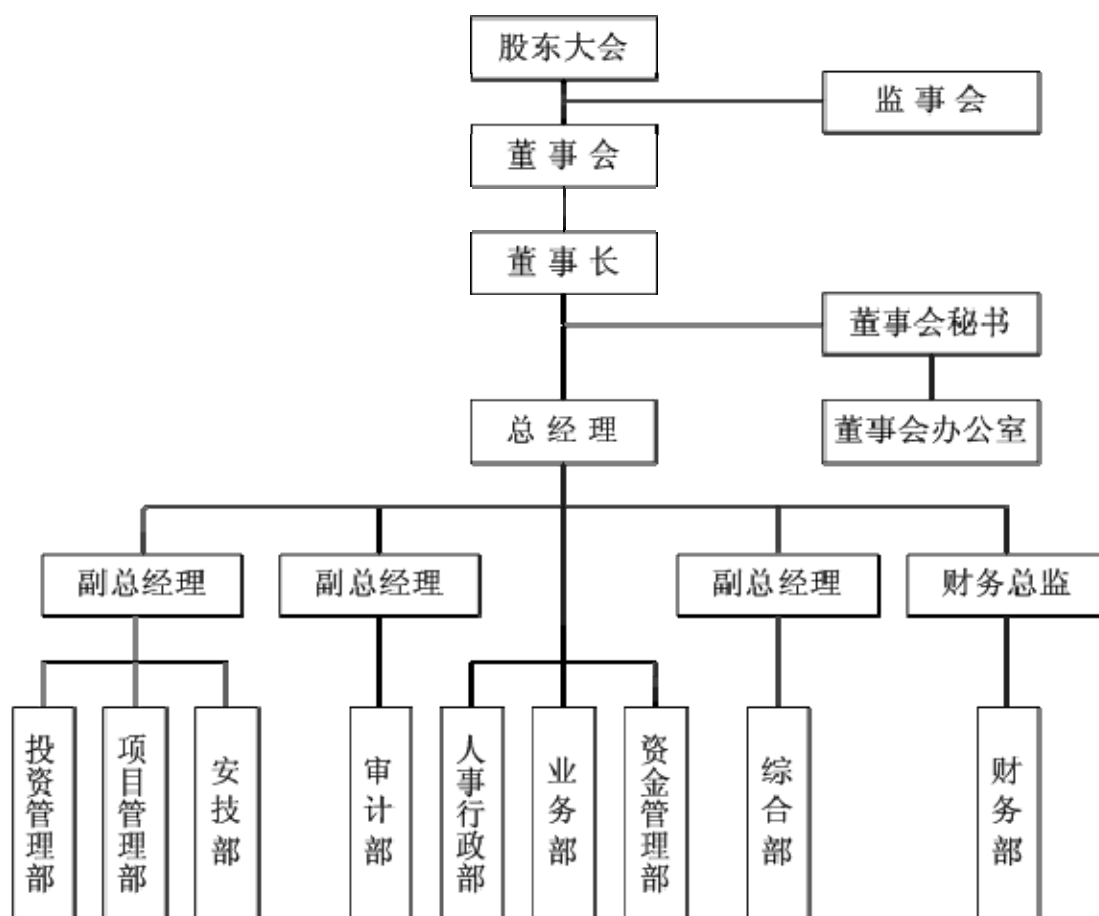 股东大会
监事会
董事会
董事长
董事会秘书
总经理
董事会办公室
副总经理
副总经理
副总经理
财务总监
投资管理部
项目管理部
安技部
审计部
人事行政部
业务部
资金管理部
综合部
财务部